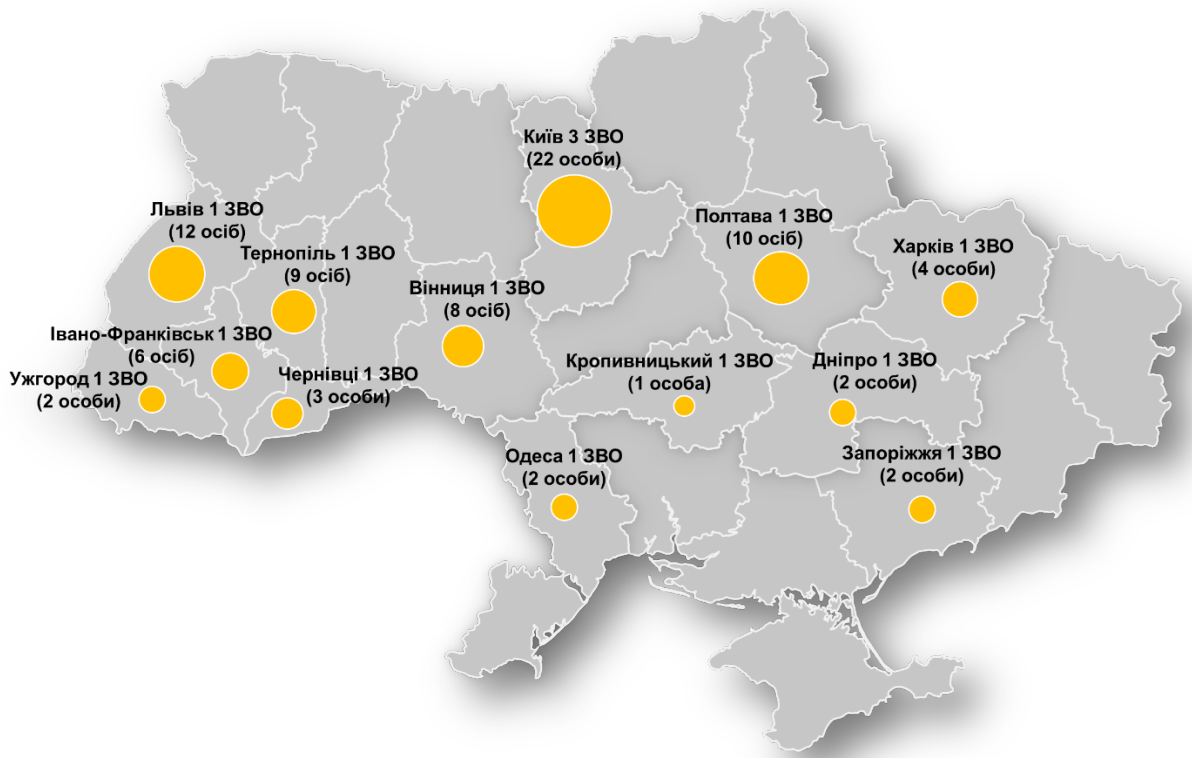 Київ 3 ЗВО
(22 особи)
Львів 1 ЗВО
(12 осіб)
Полтава 1 ЗВО
(10 осіб)
Тернопіль 1 ЗВО
(9 осіб)
Харків 1 ЗВО
(4 особи)
Вінниця 1 ЗВО
(8 осіб)
Івано-Франківськ 1 ЗВО
(6 осіб)
Ужгород 1 ЗВО
(2 особи)
Чернівці 1 ЗВО
(3 особи)
Кропивницький 1 ЗВО
(1 особа)
Дніпро 1 ЗВО
(2 особи)
Одеса 1 ЗВО
(2 особи)
Запоріжжя 1 ЗВО
(2 особи)